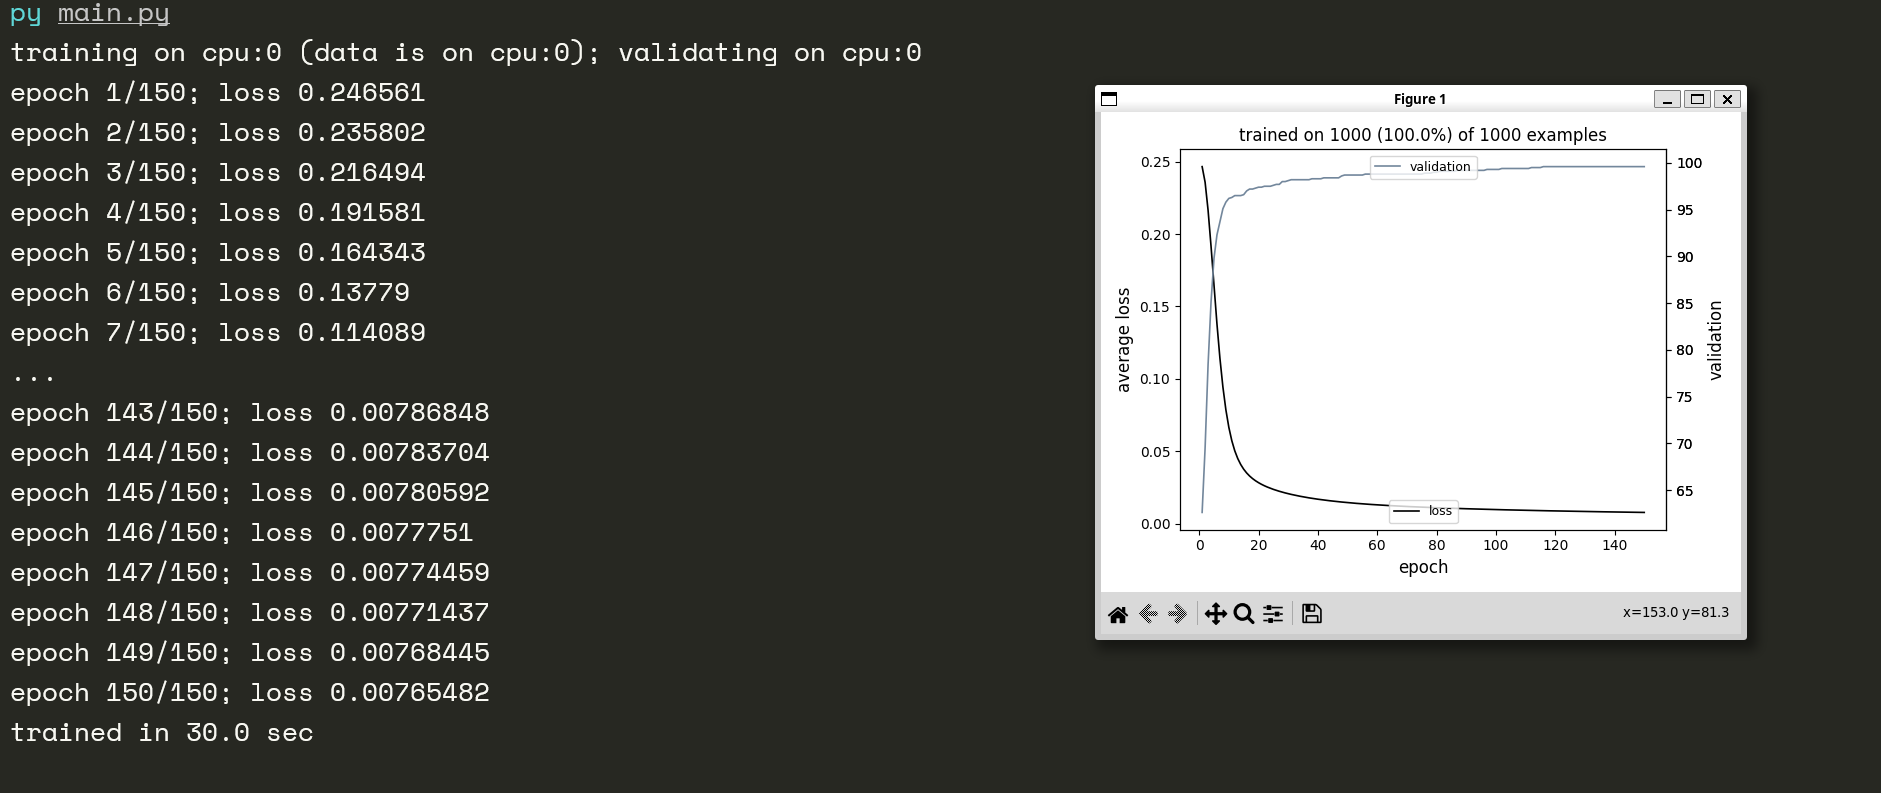 py main.py
training on cpu:0 (data is on cpu:0); validating on cpu:0
epoch 1/150; loss 0.246561
epoch 2/150; loss 0.235802
epoch 3/150; loss 0.216494
epoch 4/150; loss 0.191581
epoch 5/150; loss 0.164343
epoch 6/150; loss 0.13779
epoch 7/150; loss 0.114089
...
epoch 143/150; loss 0.00786848
epoch 144/150; loss 0.00783704
epoch 145/150; loss 0.00780592
epoch 146/150; loss 0.0077751
epoch 147/150; loss 0.00774459
epoch 148/150; loss 0.00771437
epoch 149/150; loss 0.00768445
epoch 150/150; loss 0.00765482
trained in 30.0 sec
Figure 1
trained on 1000 (100.0%) of 1000 examples
average loss
0.25
0.20
0.15
0.10
0.05
0.00
validation
loss
100
95
90
85
80
75
70
65
validation
0 20 40 60 80 100 120 140
epoch
x=153.0 y=81.3